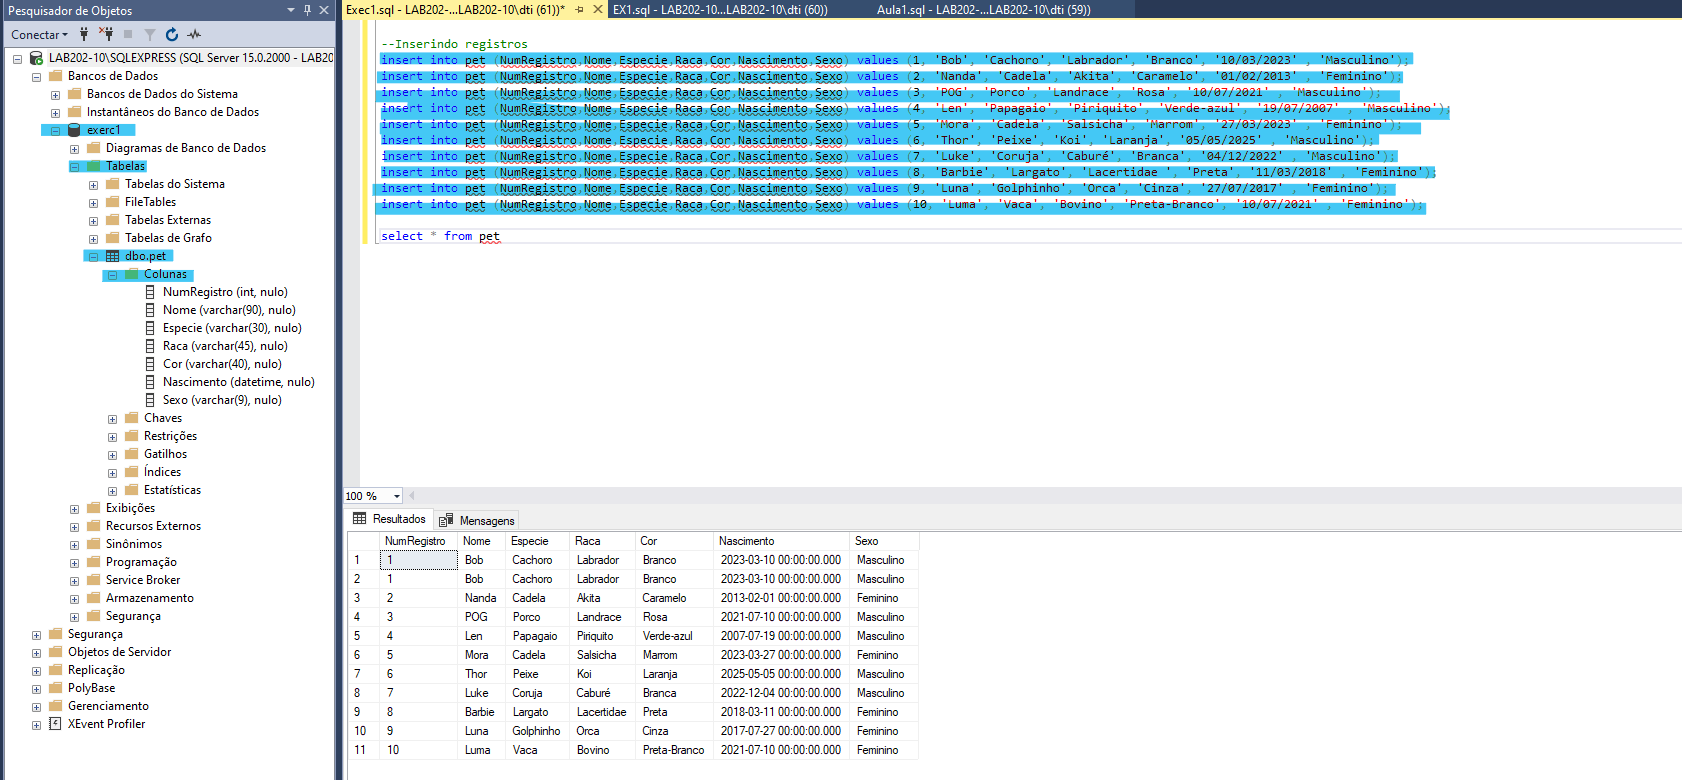 Pesquisador de Objetos
Conectar
LAB202-10\SQLEXPRESS (SQL Server 15.0.2000 - LAB20
Bancos de Dados
Bancos de Dados do Sistema
Instantâneos do Banco de Dados
exerc1
Diagramas de Banco de Dados
Tabelas
Tabelas do Sistema
FileTables
Tabelas Externas
Tabelas de Grafo
dbo.pet
Colunas
NumRegistro (int, nulo)
Nome (varchar(90), nulo)
Especie (varchar(30), nulo)
Raca (varchar(45), nulo)
Cor (varchar(40), nulo)
Nascimento (datetime, nulo)
Sexo (varchar(9), nulo)
Chaves
Restrições
Gatilhos
Índices
Estatísticas
Exibições
Recursos Externos
Sinônimos
Programação
Service Broker
Armazenamento
Segurança
Segurança
Objetos de Servidor
Replicação
PolyBase
Gerenciamento
XEvent Profiler
Exec1.sql - LAB202-...LAB202-10\dti (61))* EX1.sql - LAB202-10...LAB202-10\dti (60)) Aula1.sql - LAB202-...LAB202-10\dti (59))
--Inserindo registros
insert into pet (NumRegistro,Nome,Especie,Raca,Cor,Nascimento,Sexo) values (1, 'Bob', 'Cachoro', 'Labrador', 'Branco', '10/03/2023' , 'Masculino');
insert into pet (NumRegistro,Nome,Especie,Raca,Cor,Nascimento,Sexo) values (2, 'Nanda', 'Cadela', 'Akita', 'Caramelo', '01/02/2013' , 'Feminino');
insert into pet (NumRegistro,Nome,Especie,Raca,Cor,Nascimento,Sexo) values (3, 'POG', 'Porco', 'Landrace', 'Rosa', '10/07/2021' , 'Masculino');
insert into pet (NumRegistro,Nome,Especie,Raca,Cor,Nascimento,Sexo) values (4, 'Len', 'Papagaio', 'Piriquito', 'Verde-azul', '19/07/2007' , 'Masculino');
insert into pet (NumRegistro,Nome,Especie,Raca,Cor,Nascimento,Sexo) values (5, 'Mora', 'Cadela', 'Salsicha', 'Marrom', '27/03/2023' , 'Feminino');
insert into pet (NumRegistro,Nome,Especie,Raca,Cor,Nascimento,Sexo) values (6, 'Thor', 'Peixe', 'Koi', 'Laranja', '05/05/2025' , 'Masculino');
insert into pet (NumRegistro,Nome,Especie,Raca,Cor,Nascimento,Sexo) values (7, 'Luke', 'Coruja', 'Caburé', 'Branca', '04/12/2022' , 'Masculino');
insert into pet (NumRegistro,Nome,Especie,Raca,Cor,Nascimento,Sexo) values (8, 'Barbie', 'Largato', 'Lacertidae ', 'Preta', '11/03/2018' , 'Feminino');
insert into pet (NumRegistro,Nome,Especie,Raca,Cor,Nascimento,Sexo) values (9, 'Luna', 'Golphinho', 'Orca', 'Cinza', '27/07/2017' , 'Feminino');
insert into pet (NumRegistro,Nome,Especie,Raca,Cor,Nascimento,Sexo) values (10, 'Luma', 'Vaca', 'Bovino', 'Preta-Branco', '10/07/2021' , 'Feminino');
select * from pet
100 %
Resultados Mensagens
NumRegistro Nome Especie Raca Cor Nascimento Sexo
1 1 Bob Cachoro Labrador Branco 2023-03-10 00:00:00.000 Masculino
2 1 Bob Cachoro Labrador Branco 2023-03-10 00:00:00.000 Masculino
3 2 Nanda Cadela Akita Caramelo 2013-02-01 00:00:00.000 Feminino
4 3 POG Porco Landrace Rosa 2021-07-10 00:00:00.000 Masculino
5 4 Len Papagaio Piriquito Verde-azul 2007-07-19 00:00:00.000 Masculino
6 5 Mora Cadela Salsicha Marrom 2023-03-27 00:00:00.000 Feminino
7 6 Thor Peixe Koi Laranja 2025-05-05 00:00:00.000 Masculino
8 7 Luke Coruja Caburé Branca 2022-12-04 00:00:00.000 Masculino
9 8 Barbie Largato Lacertidae Preta 2018-03-11 00:00:00.000 Feminino
10 9 Luna Golphinho Orca Cinza 2017-07-27 00:00:00.000 Feminino
11 10 Luma Vaca Bovino Preta-Branco 2021-07-10 00:00:00.000 Feminino